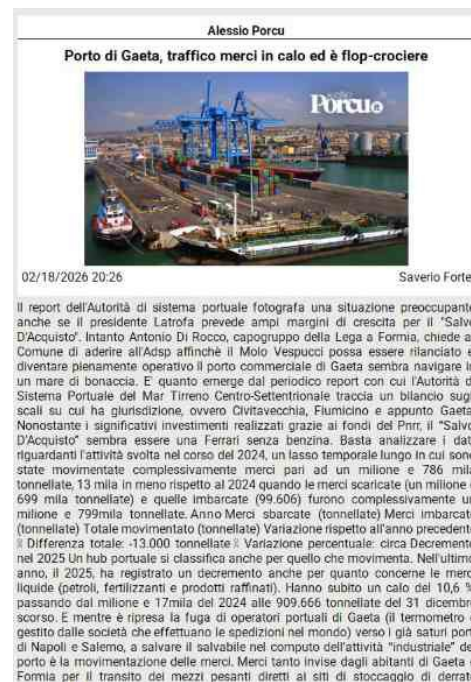 Alessio Porcu
Porto di Gaeta, traffico merci in calo ed è flop-crociere
Alessio
Porcu
02/18/2026 20:26
Saverio Forte
Il report dell'Autorità di sistema portuale fotografa una situazione preoccupante
anche se il presidente Latrofa prevede ampi margini di crescita per il "Salvo
D'Acquisto". Intanto Antonio Di Rocco, capogruppo della Lega a Formia, chiede al
Comune di aderire all'Adsp affinchè il Molo Vespucci possa essere rilanciato e
diventare pienamente operativo Il porto commerciale di Gaeta sembra navigare in
un mare di bonaccia. E' quanto emerge dal periodico report con cui l'Autorità di
Sistema Portuale del Mar Tirreno Centro-Settentrionale traccia un bilancio sugli
scali su cui ha giurisdizione, ovvero Civitavecchia, Fiumicino e appunto Gaeta.
Nonostante i significativi investimenti realizzati grazie ai fondi del Pnrr, il "Salvo
D'Acquisto" sembra essere una Ferrari senza benzina. Basta analizzare i dati
riguardanti l'attività svolta nel corso del 2024, un lasso temporale lungo in cui sono
state movimentate complessivamente merci pari ad un milione e 786 mila
tonnellate, 13 mila in meno rispetto al 2024 quando le merci scaricate (un milione e
699 mila tonnellate) e quelle imbarcate (99.606) furono complessivamente un
milione e 799mila tonnellate. Anno Merci sbarcate (tonnellate) Merci imbarcate
(tonnellate) Totale movimentato (tonnellate) Variazione rispetto all'anno precedente
Differenza totale: -13.000 tonnellate Variazione percentuale: circa Decremento
nel 2025 Un hub portuale si classifica anche per quello che movimenta. Nell'ultimo
anno, il 2025, ha registrato un decremento anche per quanto concerne le merci
liquide (petroli, fertilizzanti e prodotti raffinati). Hanno subito un calo del 10,6 %
passando dal milione e 17mila del 2024 alle 909.666 tonnellate del 31 dicembre
scorso. E mentre è ripresa la fuga di operatori portuali di Gaeta (il termometro è
gestito dalle società che effettuano le spedizioni nel mondo) verso i già saturi porti
di Napoli e Salerno, a salvare il salvabile nel computo dell'attività "industriale" del
porto è la movimentazione delle merci. Merci tanto invise dagli abitanti di Gaeta e
Formia per il transito dei mezzi pesanti diretti ai siti di stoccaggio di derrate